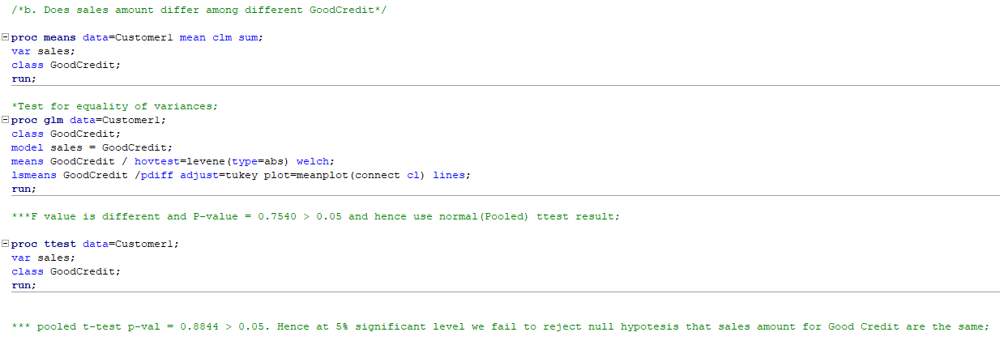 /*b. Does sales amount differ among different GoodCredit*/
proc means data=Customer1 mean clm sum;
var sales;
class GoodCredit;
run;
*Test for equality of variances;
proc glm data=Customer1;
class GoodCredit;
model sales = GoodCredit;
means GoodCredit / hovtest=levene(type=abs) welch;
lsmeans GoodCredit /pdiff adjust=tukey plot=meanplot(connect cl) lines;
run;
***F value is different and P-value = 0.7540 > 0.05 and hence use normal(Pooled) ttest result;
proc ttest data=Customer1;
var sales;
class GoodCredit;
run;
*** pooled t-test p-val = 0.8844 > 0.05. Hence at 5% significant level we fail to reject null hypotesis that sales amount for Good Credit are the same;